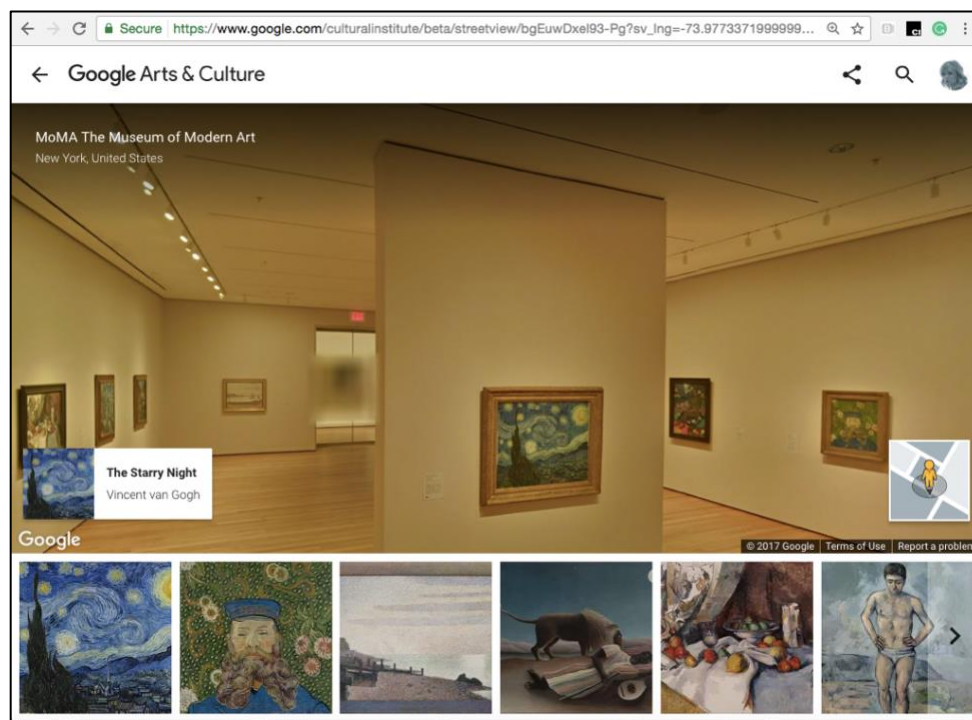 Secure https://www.google.com/culturalinstitute/beta/streetview/bgEuwDxel93-Pg?sv_lng=-73.9773371999999...
Google Arts & Culture
MoMA The Museum of Modern Art
New York, United States
The Starry Night
Vincent van Gogh
Google
© 2017 Google Terms of Use Report a problem